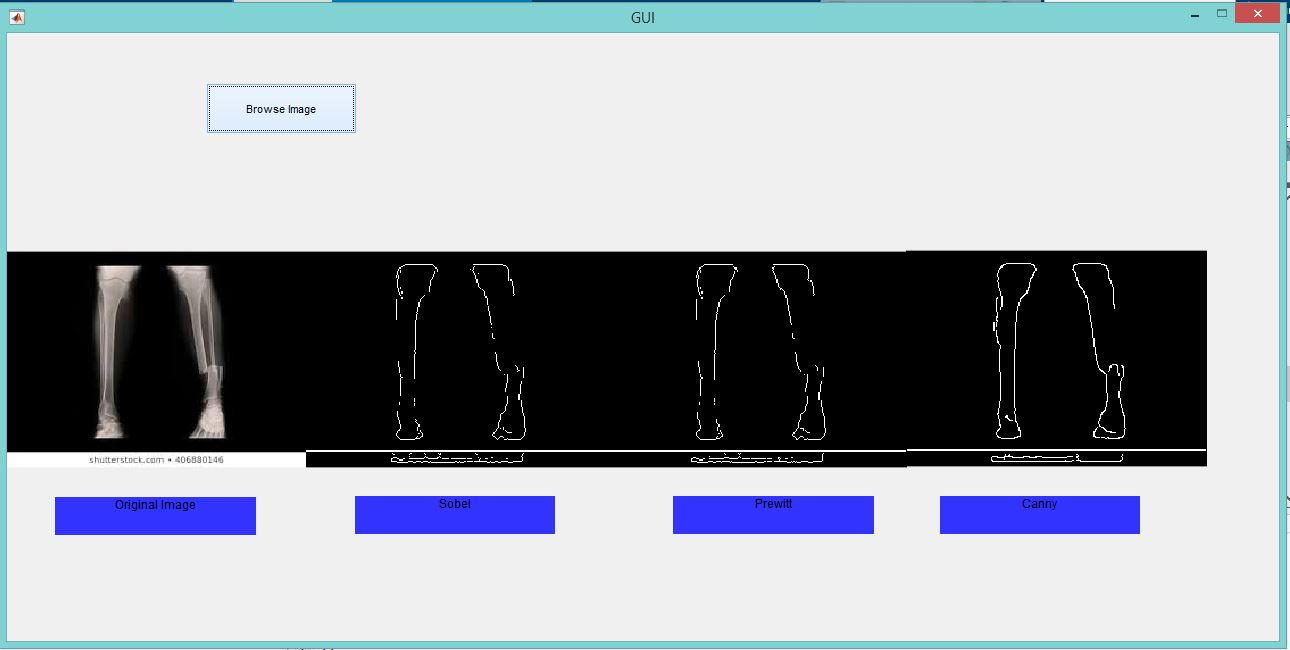 GUI
Browse Image
shutterstock.com • 406880146
Original Image
Sobel
Prewitt
Canny